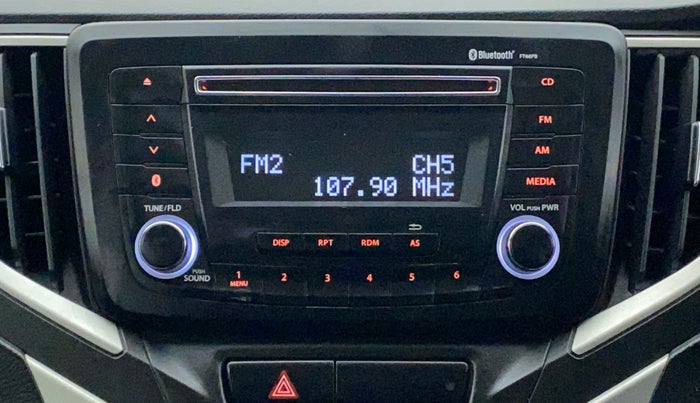 Bluetooth®
CD
FM
AM
MEDIA
FM2 CH5
107.90 MHz
TUNE/FLD
VOL PUSH PWR
DISP RPT RDM AS
PUSH
SOUND
1 2 3 4 5 6
MENU